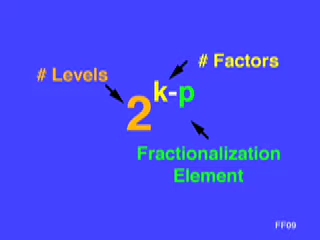 # Factors
# Levels
2k-p
Fractionalization
Element
FF09